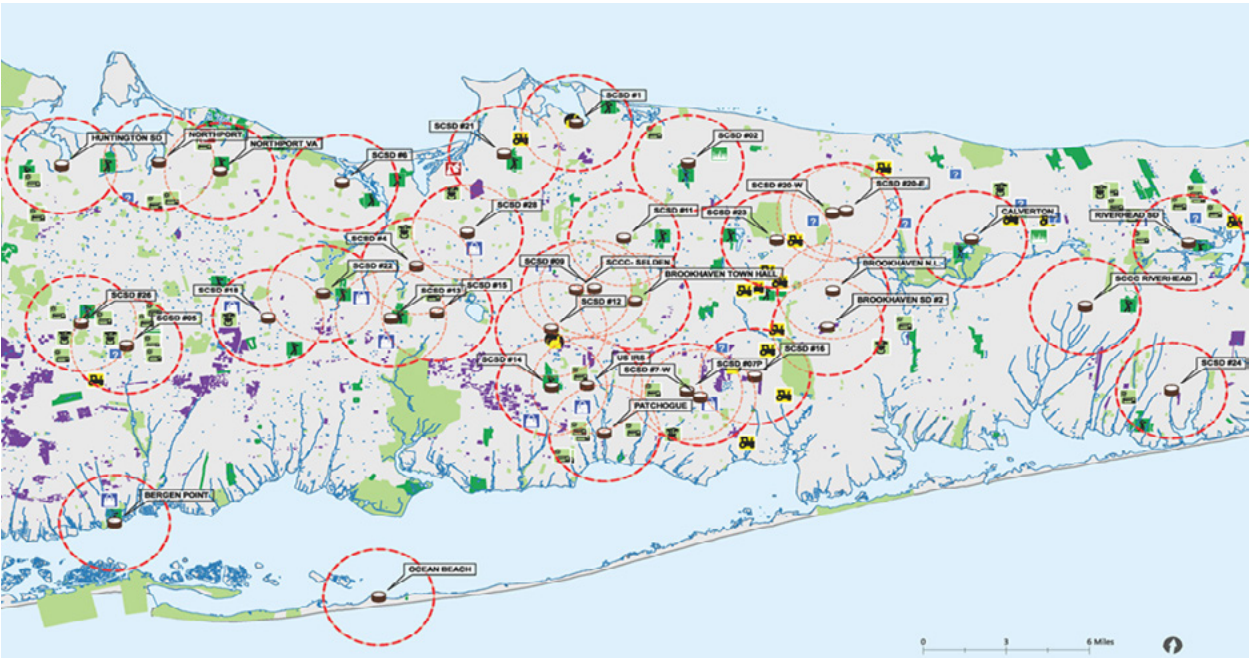 SCSD #1
SCSD #21
SCSD #02
HUNTINGTON SD
NORTHPORT
NORTHPORT VA
SCSD #6
SCSD #20-W
SCSD #20-E
SCSD #28
SCSD #11
SCSD #23
CALVERTON
RIVERHEAD SD
SCSD #4
SCSD #09
SCCC- SELDEN
BROOKHAVEN TOWN HALL
BROOKHAVEN N.L.
SCSD #22
SCCC RIVERHEAD
SCSD #18
SCSD #13
SCSD #15
SCSD #26
SCSD #05
SCSD #12
BROOKHAVEN SD #2
SCSD #14
US IRS
SCSD #7-W
SCSD #07P
SCSD #16
SCSD #24
PATCHOGUE
BERGEN POINT
OCEAN BEACH
0 3 6 Miles